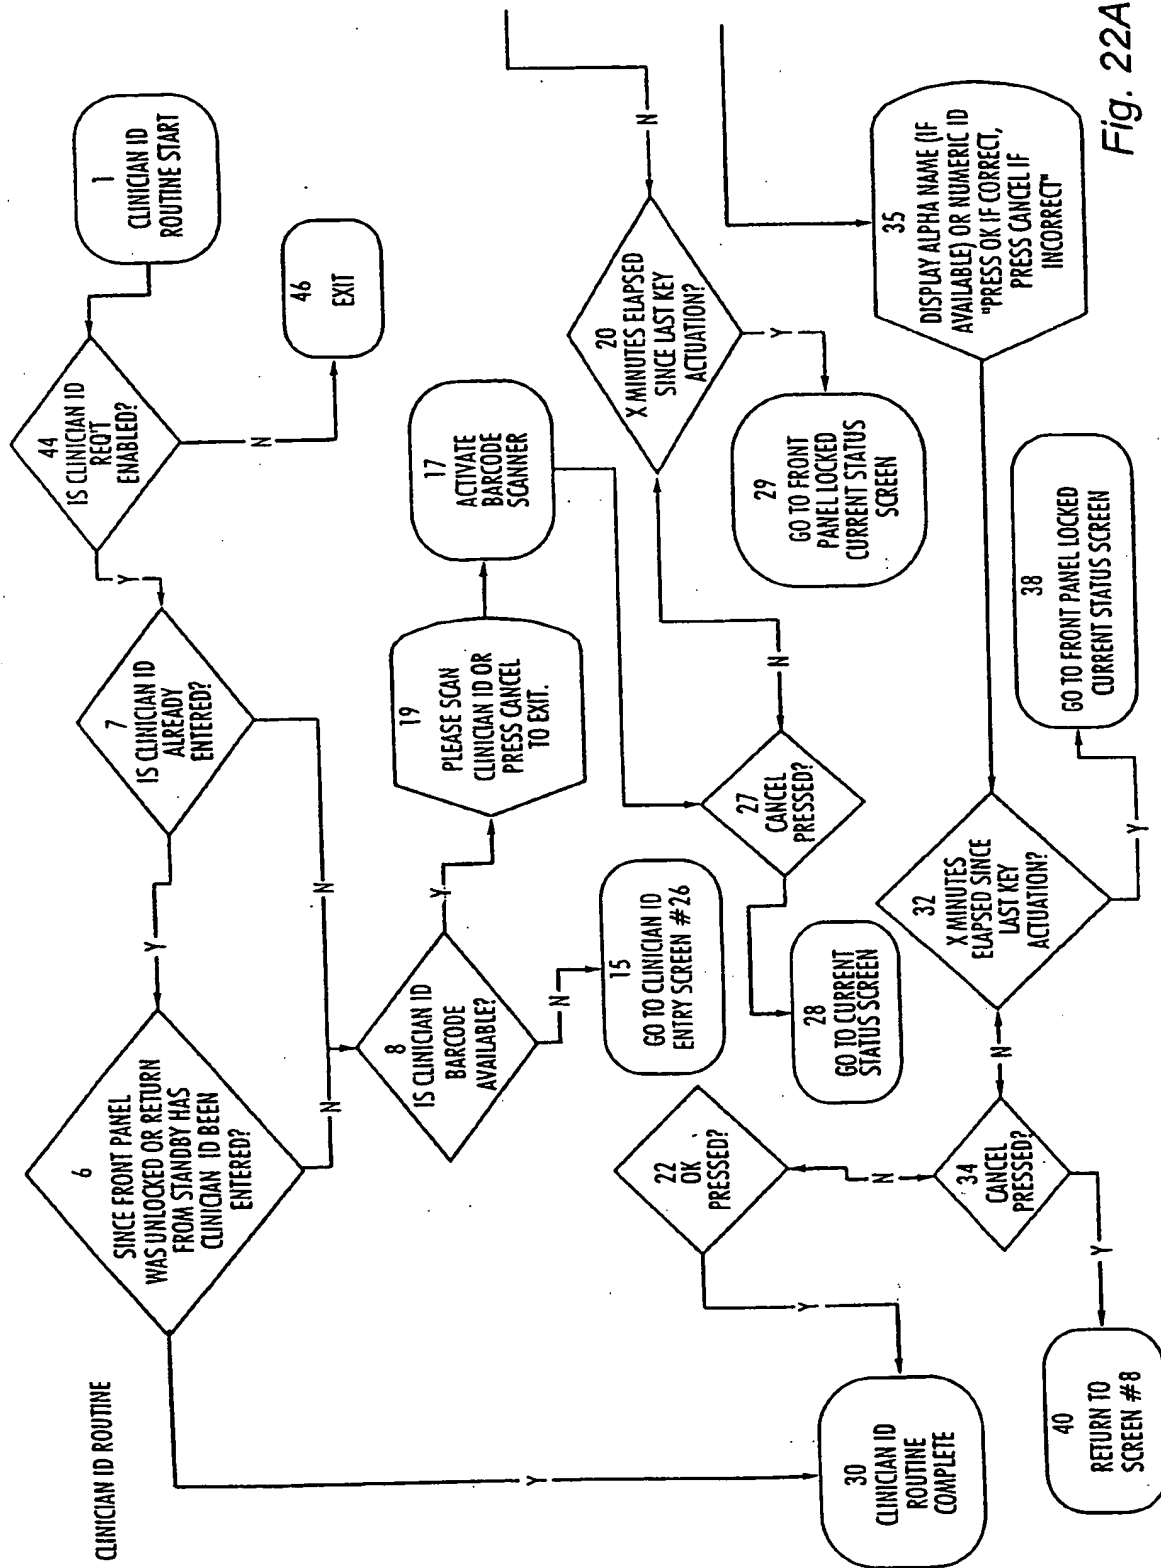 CLINICIAN ID ROUTINE
1
CLINICIAN ID
ROUTINE START
44
IS CLINICIAN ID
REQ'T
ENABLED?
N
46
EXIT
Y
7
IS CLINICIAN ID
ALREADY
ENTERED?
Y
N
6
SINCE FRONT PANEL
WAS UNLOCKED OR RETURN
FROM STANDBY HAS
CLINICIAN ID BEEN
ENTERED?
N
Y
8
IS CLINICIAN ID
BARCODE
AVAILABLE?
Y
N
19
PLEASE SCAN
CLINICIAN ID OR
PRESS CANCEL
TO EXIT.
17
ACTIVATE
BARCODE
SCANNER
15
GO TO CLINICIAN ID
ENTRY SCREEN #26
27
CANCEL
PRESSED?
N
28
GO TO CURRENT
STATUS SCREEN
N
20
X MINUTES ELAPSED
SINCE LAST KEY
ACTUATION?
Y
29
GO TO FRONT
PANEL LOCKED
CURRENT STATUS
SCREEN
35
DISPLAY ALPHA NAME (IF
AVAILABLE) OR NUMERIC ID
"PRESS OK IF CORRECT,
PRESS CANCEL IF
INCORRECT"
32
X MINUTES
ELAPSED SINCE
LAST KEY
ACTUATION?
Y
38
GO TO FRONT PANEL LOCKED
CURRENT STATUS SCREEN
N
34
CANCEL
PRESSED?
N
Y
22
OK
PRESSED?
Y
30
CLINICIAN ID
ROUTINE
COMPLETE
40
RETURN TO
SCREEN #8
Fig. 22A